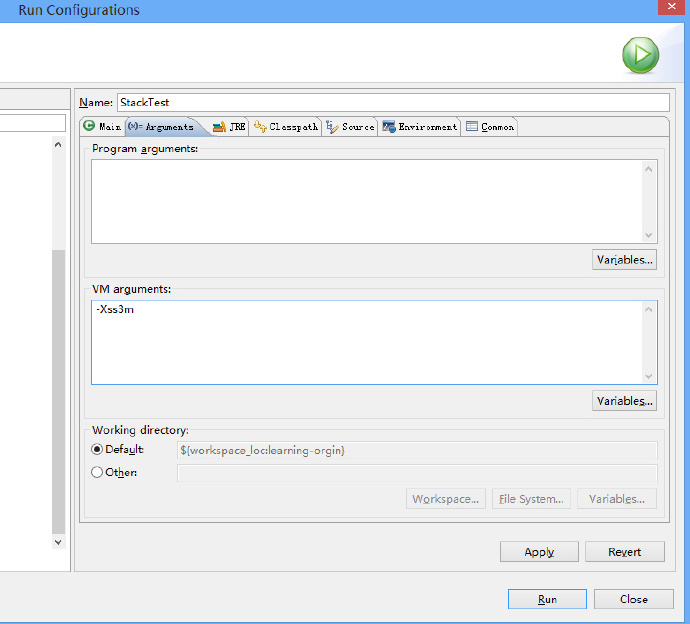 Run Configurations
Name: StackTest
Main (x)= Arguments JRE Classpath Source Environment Common
Program arguments:
Variables...
VM arguments:
-Xss3m
Variables...
Working directory:
Default: ${workspace_loc:learning-orgin}
Other:
Workspace... File System... Variables...
Apply Revert
Run Close